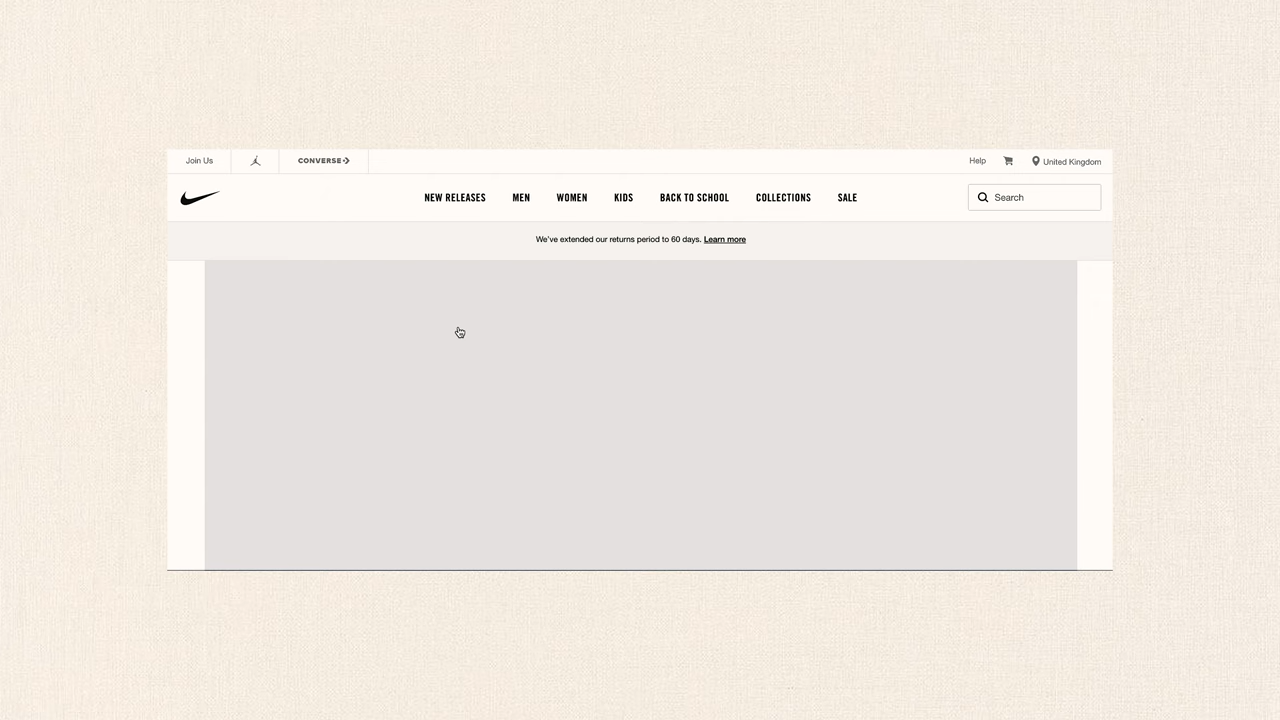 Join Us
CONVERSE
Help
United Kingdom
NEW RELEASES MEN WOMEN KIDS BACK TO SCHOOL COLLECTIONS SALE
Search
We've extended our returns period to 60 days. Learn more